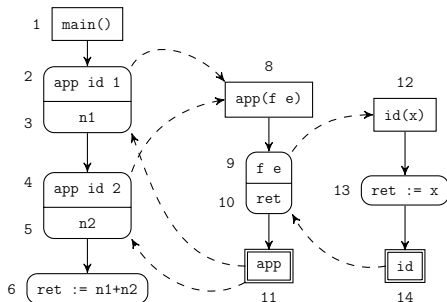 1
main()
2
app id 1
3
n1
4
app id 2
5
n2
6
ret := n1+n2
8
app(f e)
9
f e
10
ret
app
11
12
id(x)
13
ret := x
id
14